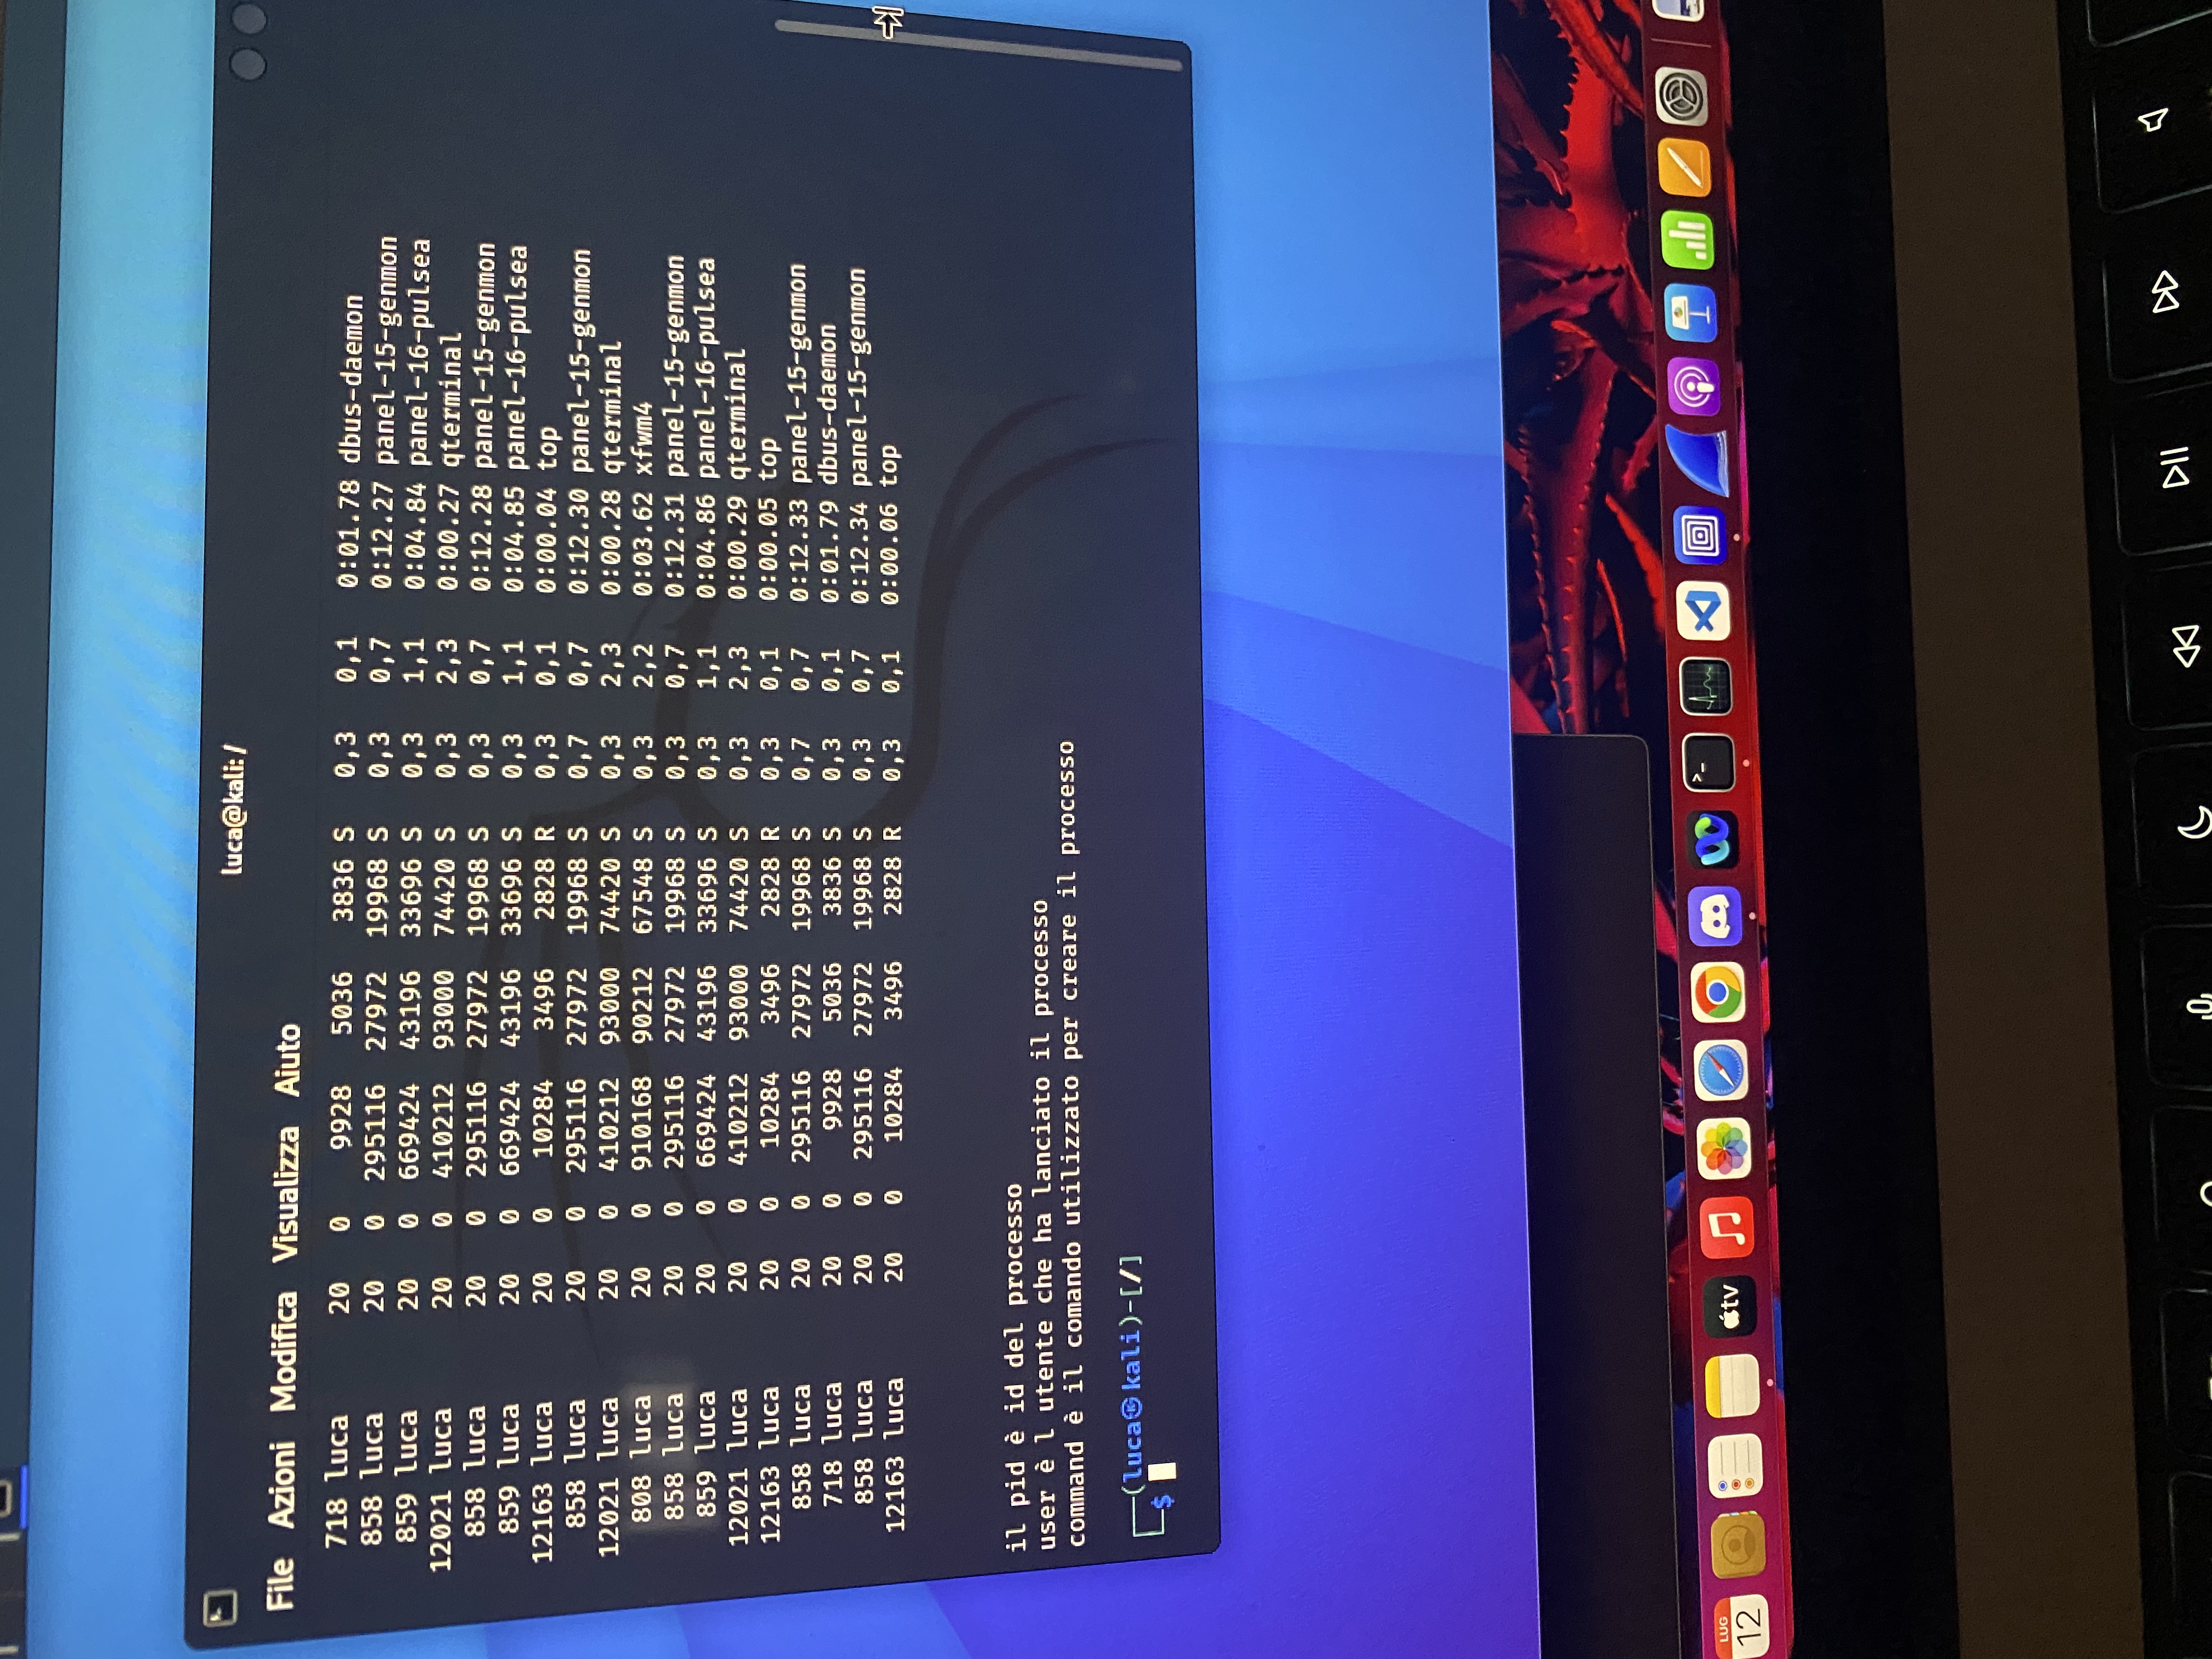 luca@kali: /
File Azioni Modifica Visualizza Aiuto
718 luca 20 0 9928 5036 3836 S 0,3 0,1 0:01.78 dbus-daemon
858 luca 20 0 295116 27972 19968 S 0,3 0,7 0:12.27 panel-15-genmon
859 luca 20 0 669424 43196 33696 S 0,3 1,1 0:04.84 panel-16-pulsea
12021 luca 20 0 410212 93000 74420 S 0,3 2,3 0:00.27 qterminal
858 luca 20 0 295116 27972 19968 S 0,3 0,7 0:12.28 panel-15-genmon
859 luca 20 0 669424 43196 33696 S 0,3 1,1 0:04.85 panel-16-pulsea
12163 luca 20 0 10284 3496 2828 R 0,3 0,1 0:00.04 top
858 luca 20 0 295116 27972 19968 S 0,7 0,7 0:12.30 panel-15-genmon
12021 luca 20 0 410212 93000 74420 S 0,3 2,3 0:00.28 qterminal
808 luca 20 0 910168 90212 67548 S 0,3 2,2 0:03.62 xfwm4
858 luca 20 0 295116 27972 19968 S 0,3 0,7 0:12.31 panel-15-genmon
859 luca 20 0 669424 43196 33696 S 0,3 1,1 0:04.86 panel-16-pulsea
12021 luca 20 0 410212 93000 74420 S 0,3 2,3 0:00.29 qterminal
12163 luca 20 0 10284 3496 2828 R 0,3 0,1 0:00.05 top
858 luca 20 0 295116 27972 19968 S 0,7 0,7 0:12.33 panel-15-genmon
718 luca 20 0 9928 5036 3836 S 0,3 0,1 0:01.79 dbus-daemon
858 luca 20 0 295116 27972 19968 S 0,3 0,7 0:12.34 panel-15-genmon
12163 luca 20 0 10284 3496 2828 R 0,3 0,1 0:00.06 top
il pid è id del processo
user è l utente che ha lanciato il processo
command è il comando utilizzato per creare il processo
┌──(luca㉿kali)-[/]
└─$
LUG
12
tv